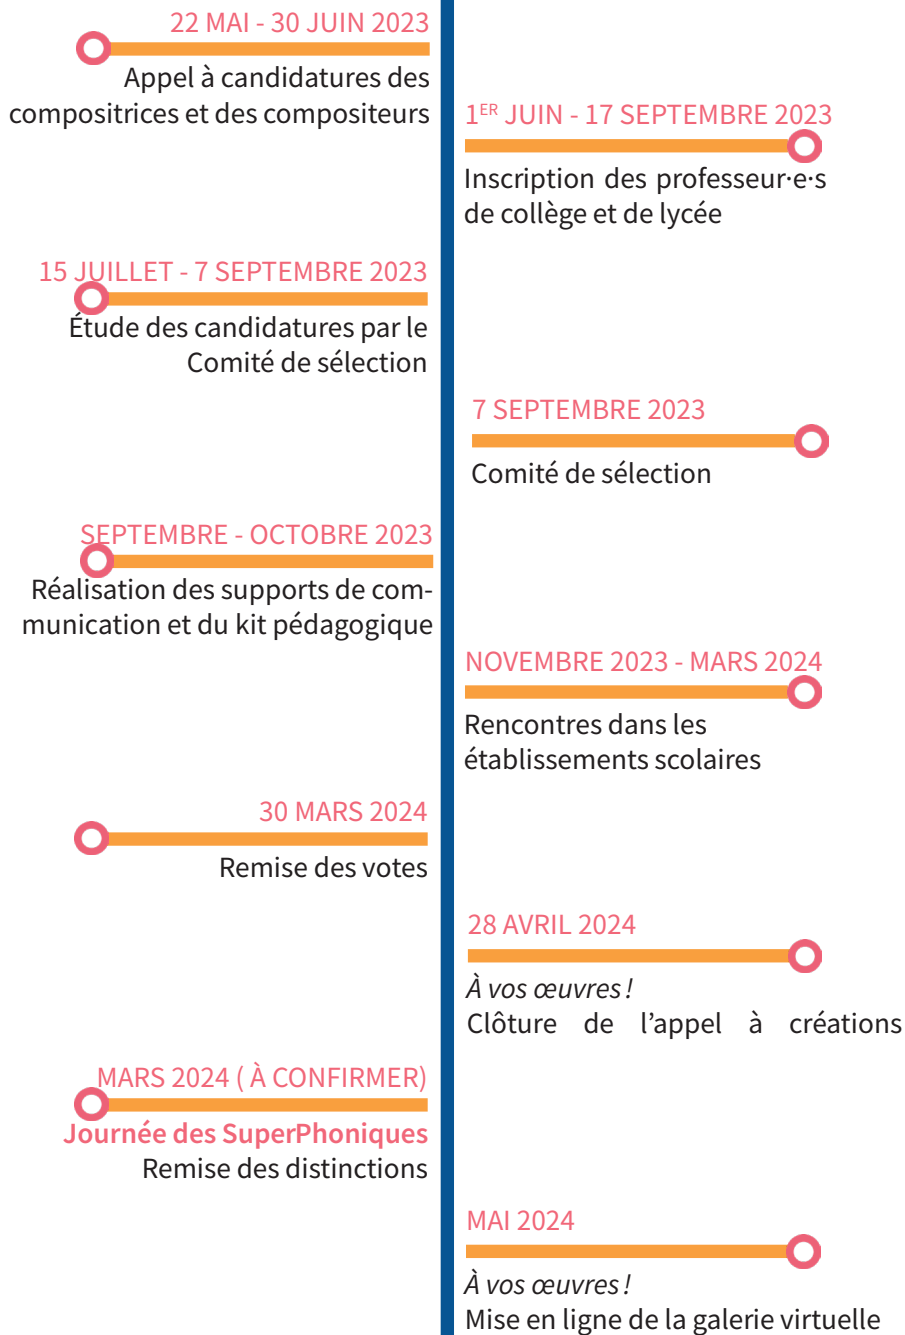 22 MAI - 30 JUIN 2023
Appel à candidatures des
compositrices et des compositeurs
1ER JUIN - 17 SEPTEMBRE 2023
Inscription des professeur·e·s
de collège et de lycée
15 JUILLET - 7 SEPTEMBRE 2023
Étude des candidatures par le
Comité de sélection
7 SEPTEMBRE 2023
Comité de sélection
SEPTEMBRE - OCTOBRE 2023
Réalisation des supports de com-
munication et du kit pédagogique
NOVEMBRE 2023 - MARS 2024
Rencontres dans les
établissements scolaires
30 MARS 2024
Remise des votes
28 AVRIL 2024
À vos œuvres !
Clôture de l'appel à créations
MARS 2024 ( À CONFIRMER)
Journée des SuperPhoniques
Remise des distinctions
MAI 2024
À vos œuvres !
Mise en ligne de la galerie virtuelle